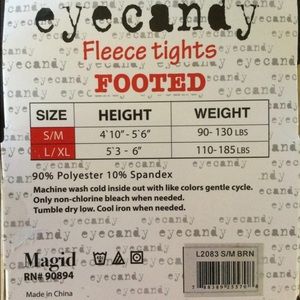 eyecandy
Fleece tights
FOOTED
SIZE HEIGHT WEIGHT
S/M 4'10"- 5'6" 90- 130 LBS
L/XL 5'3 - 6" 110-185 LBS
90% Polyester 10% Spandex
Machine wash cold inside out with like colors gentle cycle.
Only non-chlorine bleach when needed.
Tumble dry low. Cool iron when needed.
Magid
RN# 90894
Made in China
L2083 S/M BRN